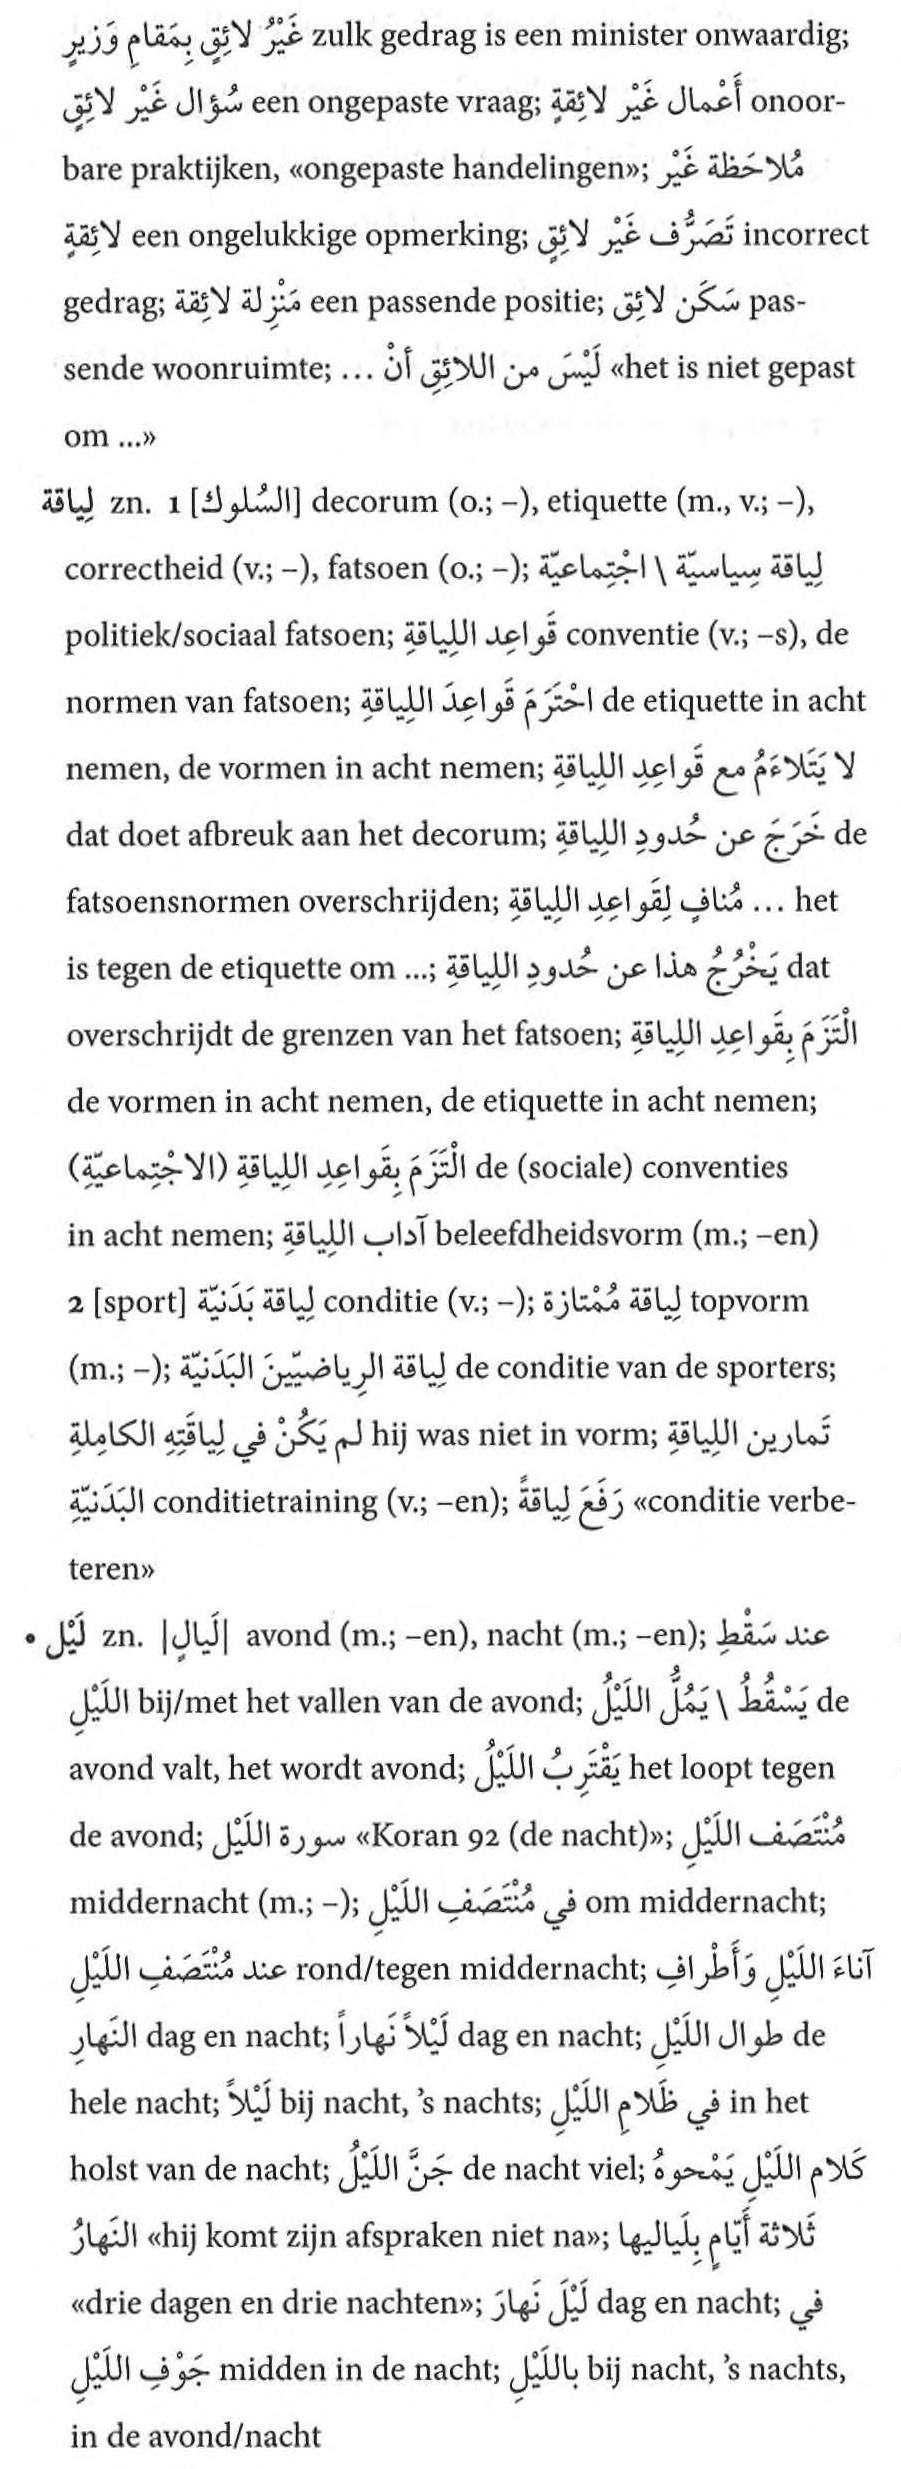 غَيْرُ لائِقٍ بِمَقامِ وَزيرٍ zulk gedrag is een minister onwaardig;
سُؤال غَيْر لائِقٍ een ongepaste vraag; أَعْمال غَيْر لائِقةٍ onoor-
bare praktijken, «ongepaste handelingen»; مُلاحَظة غَيْر
لائِقةٍ een ongelukkige opmerking; تَصَرُّف غَيْر لائِقٍ incorrect
gedrag; مَنْزِلة لائِقة een passende positie; سَكَن لائِق pas-
sende woonruimte; لَيْسَ من اللائِقِ أنْ ... «het is niet gepast
om ...»
لِياقة zn. 1 [السُلوك] decorum (o.; –), etiquette (m., v.; –),
correctheid (v.; –), fatsoen (o.; –); لِياقة سِياسيّة \ اجْتِماعيّة
politiek/sociaal fatsoen; قَواعِد اللِياقةِ conventie (v.; –s), de
normen van fatsoen; احْتَرَمَ قَواعِدَ اللِياقةِ de etiquette in acht
nemen, de vormen in acht nemen; لا يَتَلاءَمُ مع قَواعِدِ اللِياقةِ
dat doet afbreuk aan het decorum; خَرَجَ عن حُدودِ اللِياقةِ de
fatsoensnormen overschrijden; مُنافٍ لِقَواعِدِ اللِياقةِ ... het
is tegen de etiquette om ...; يَخْرُجُ هذا عن حُدودِ اللِياقةِ dat
overschrijdt de grenzen van het fatsoen; الْتَزَمَ بِقَواعِدِ اللِياقةِ
de vormen in acht nemen, de etiquette in acht nemen;
الْتَزَمَ بِقَواعِدِ اللِياقةِ (الاجْتِماعيّةِ) de (sociale) conventies
in acht nemen; آداب اللِياقةِ beleefdheidsvorm (m.; –en)
2 [sport] لِياقة بَدَنيّة conditie (v.; –); لِياقة مُمْتازة topvorm
(m.; –); لِياقة الرِياضيّينَ البَدَنيّة de conditie van de sporters;
لم يَكُنْ في لِياقَتِهِ الكامِلةِ hij was niet in vorm; تَمارين اللِياقةِ
البَدَنيّةِ conditietraining (v.; –en); رَفَعَ لِياقةً «conditie verbe-
teren»
• لَيْل zn. |لَيالٍ| avond (m.; –en), nacht (m.; –en); عند سَقْطِ
اللَيْلِ bij/met het vallen van de avond; يَسْقُطُ \ يَمُلُّ اللَيْلُ de
avond valt, het wordt avond; يَقْتَرِبُ اللَيْلُ het loopt tegen
de avond; سورة اللَيْل «Koran 92 (de nacht)»; مُنْتَصَف اللَيْلِ
middernacht (m.; –); في مُنْتَصَفِ اللَيْلِ om middernacht;
عند مُنْتَصَفِ اللَيْلِ rond/tegen middernacht; آناءَ اللَيْلِ وَأَطْرافِ
النَهارِ dag en nacht; لَيْلاً نَهاراً dag en nacht; طوال اللَيْلِ de
hele nacht; لَيْلاً bij nacht, ’s nachts; في ظَلامِ اللَيْلِ in het
holst van de nacht; جَنَّ اللَيْلُ de nacht viel; كَلام اللَيْلِ يَمْحوهُ
النَهارُ «hij komt zijn afspraken niet na»; ثَلاثة أَيّامٍ بِلَياليها
«drie dagen en drie nachten»; لَيْلَ نَهارَ dag en nacht; في
جَوْفِ اللَيْلِ midden in de nacht; بِاللَيْلِ bij nacht, ’s nachts,
in de avond/nacht